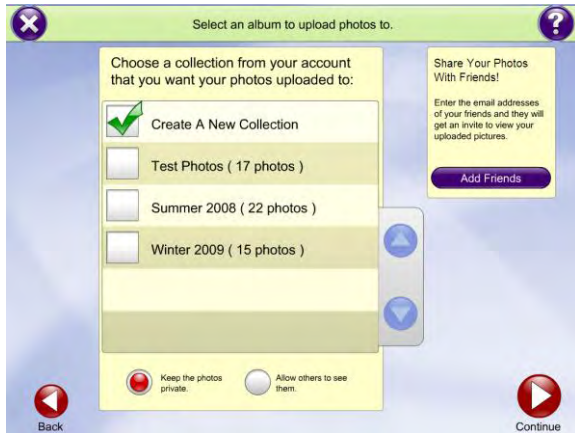 Select an album to upload photos to.
?
Choose a collection from your account
that you want your photos uploaded to:
Create A New Collection
Test Photos ( 17 photos )
Summer 2008 ( 22 photos )
Winter 2009 ( 15 photos )
Keep the photos
private.
Allow others to see
them.
Share Your Photos
With Friends!
Enter the email addresses
of your friends and they will
get an invite to view your
uploaded pictures.
Add Friends
Back
Continue